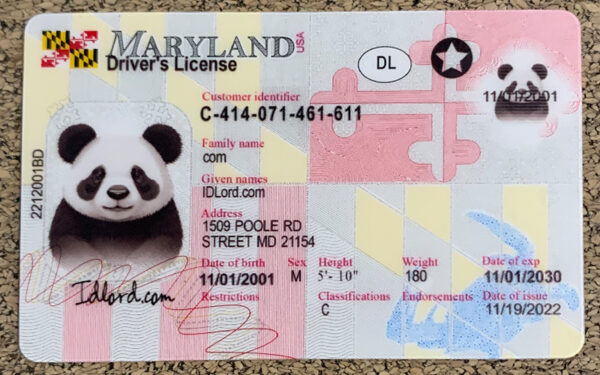 MARYLAND USA
Driver's License
DL
Customer identifier
C-414-071-461-611
11/01/2001
Family name
com
Given names
IDLord.com
Address
1509 POOLE RD
STREET MD 21154
2212001BD
Date of birth Sex Height Weight Date of exp
11/01/2001 M 5'- 10" 180 11/01/2030
Idlord.com
Restrictions Classifications Endorsements Date of issue
C 11/19/2022